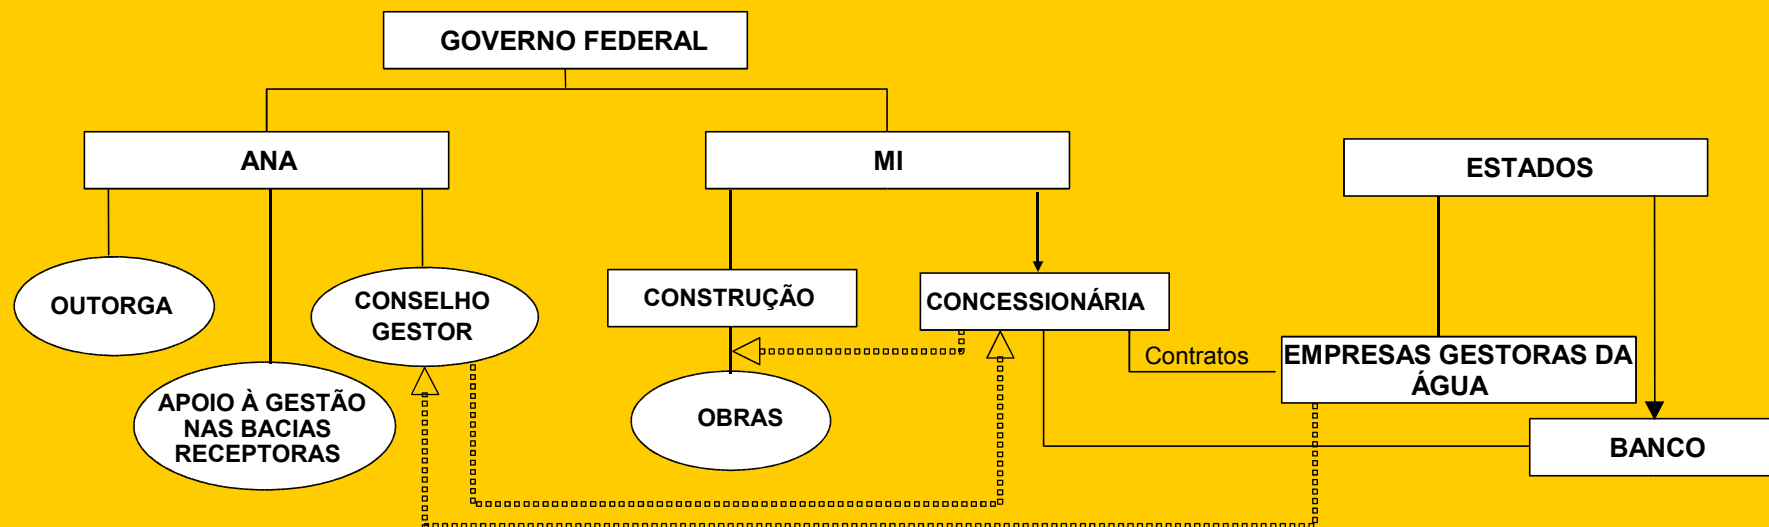 GOVERNO FEDERAL
ANA
MI
ESTADOS
OUTORGA
CONSELHO
GESTOR
CONSTRUÇÃO
CONCESSIONÁRIA
Contratos
EMPRESAS GESTORAS DA
ÁGUA
APOIO À GESTÃO
NAS BACIAS
RECEPTORAS
OBRAS
BANCO